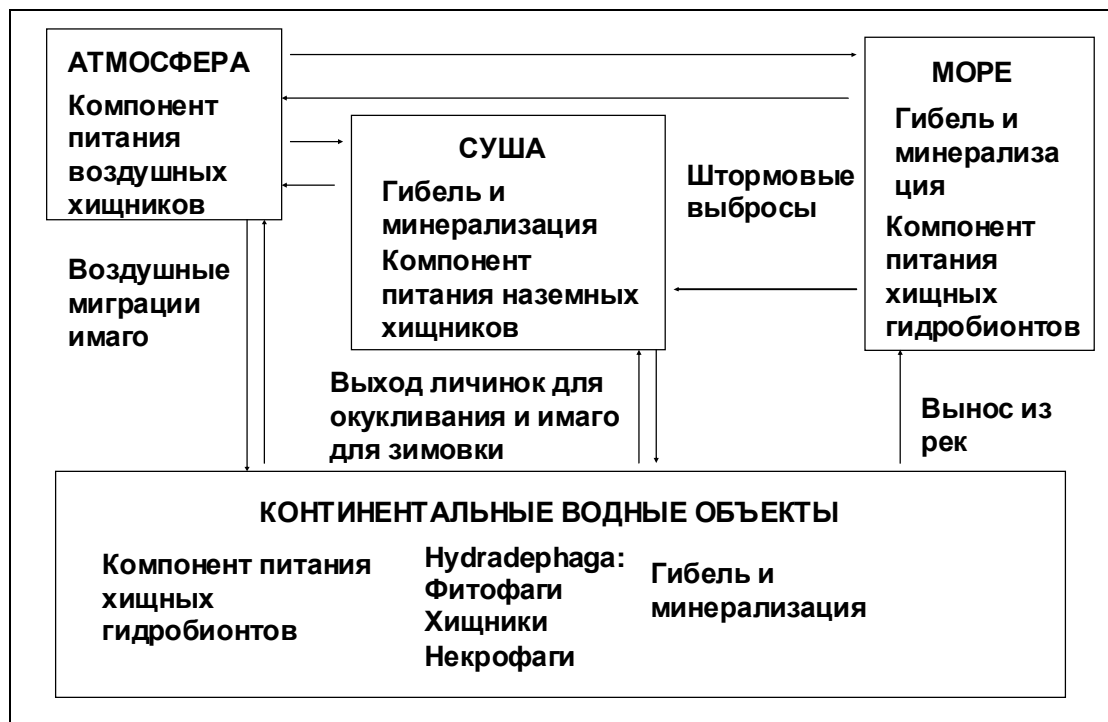 АТМОСФЕРА
Компонент
питания
воздушных
хищников
СУША
Гибель и
минерализация
Компонент
питания наземных
хищников
Штормовые
выбросы
МОРЕ
Гибель и
минерализа
ция
Компонент
питания
хищных
гидробионтов
Воздушные
миграции
имаго
Выход личинок для
окукливания и имаго
для зимовки
Вынос из
рек
КОНТИНЕНТАЛЬНЫЕ ВОДНЫЕ ОБЪЕКТЫ
Компонент питания
хищных
гидробионтов
Hydradephaga:
Фитофаги
Хищники
Некрофаги
Гибель и
минерализация